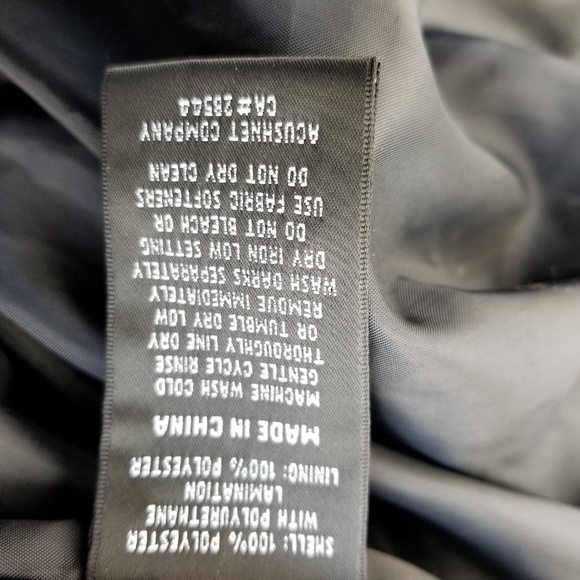 SHELL: 100% POLYESTER
WITH POLYURETHANE
LAMINATION
LINING: 100% POLYESTER
MADE IN CHINA
MACHINE WASH COLD
GENTLE CYCLE RINSE
THOROUGHLY LINE DRY
OR TUMBLE DRY LOW
REMOVE IMMEDIATELY
WASH DARKS SEPARATELY
DRY IRON LOW SETTING
DO NOT BLEACH OR
USE FABRIC SOFTENERS
DO NOT DRY CLEAN
ACUSHNET COMPANY
CA# 28544